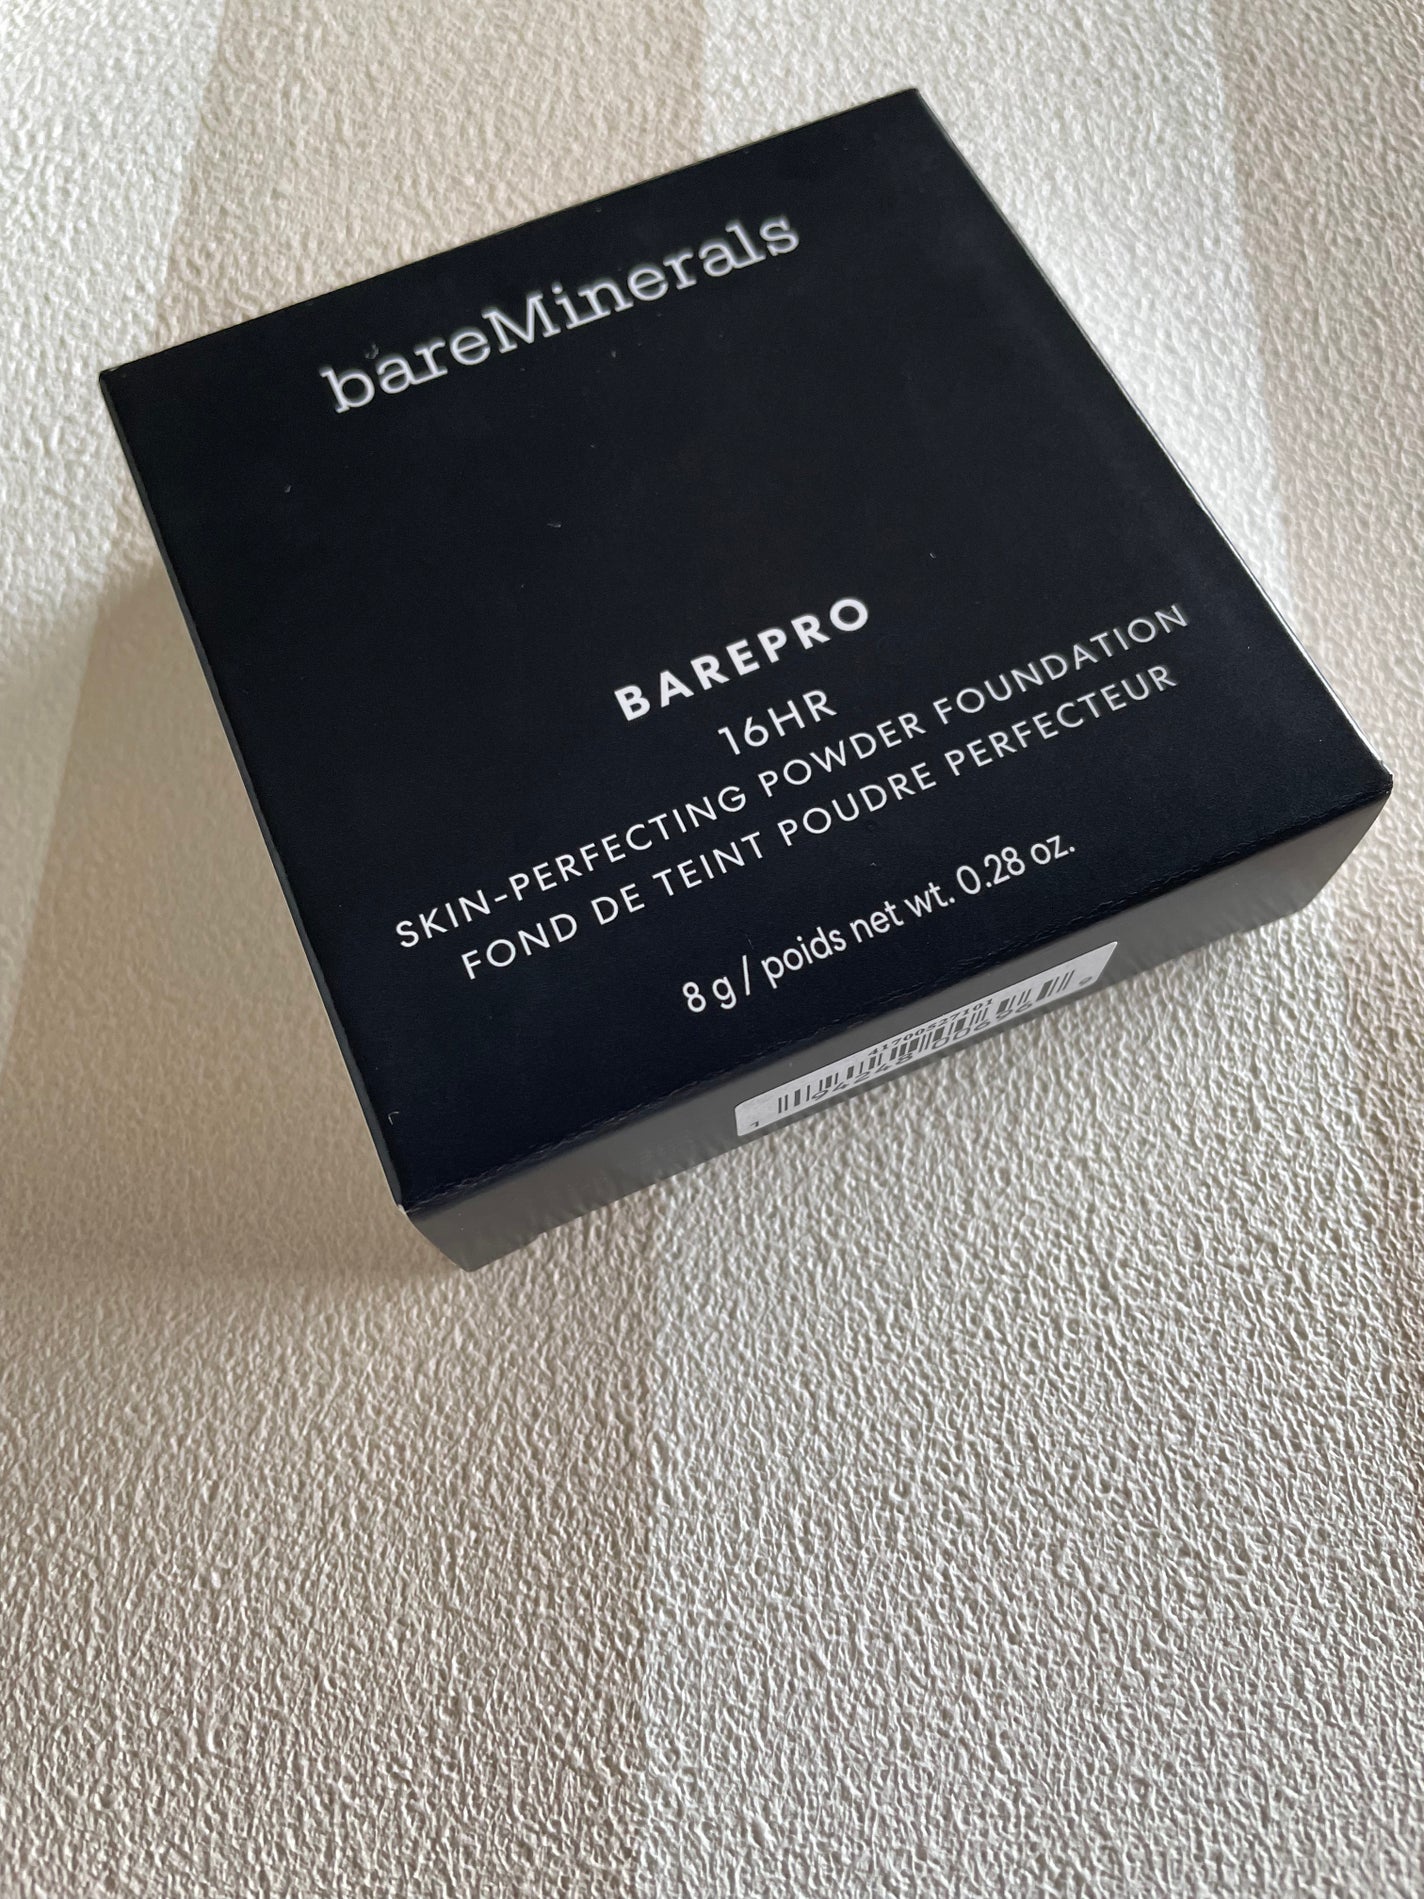 bareMinerals
BAREPRO
16HR
SKIN-PERFECTING POWDER FOUNDATION
FOND DE TEINT POUDRE PERFECTEUR
8 g / poids net wt. 0.28 oz.
41700527101